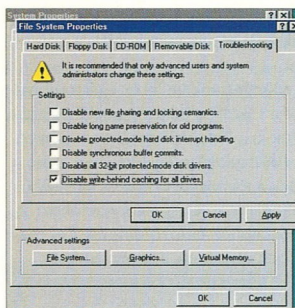 System Properties
File System Properties
Hard Disk | Floppy Disk | CD-ROM | Removable Disk | Troubleshooting
It is recommended that only advanced users and system administrators change these settings.
Settings
Disable new file sharing and locking semantics.
Disable long name preservation for old programs.
Disable protected-mode hard disk interrupt handling.
Disable synchronous buffer commits.
Disable all 32-bit protected-mode disk drivers.
Disable write-behind caching for all drives.
OK Cancel Apply
Advanced settings
File System... Graphics... Virtual Memory...
OK Cancel